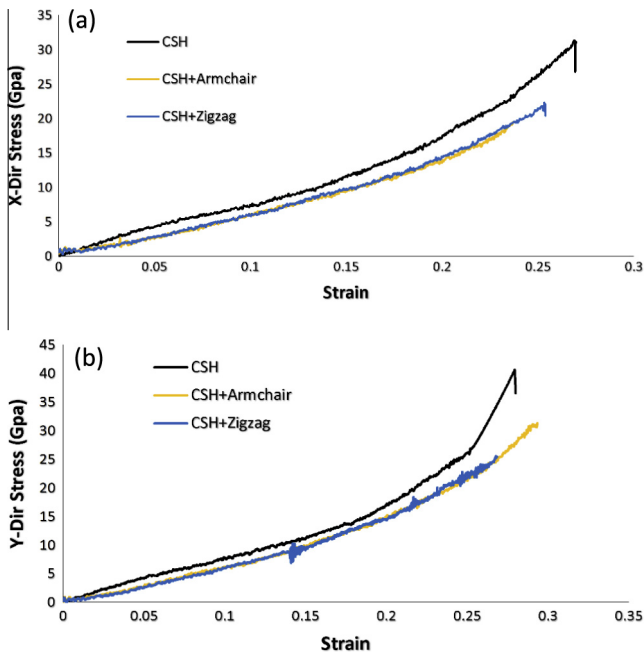 (a)
CSH
CSH+Armchair
CSH+Zigzag
X-Dir Stress (Gpa)
35
30
25
20
15
10
5
0
0 0.05 0.1 0.15 0.2 0.25 0.3
Strain
(b)
CSH
CSH+Armchair
CSH+Zigzag
Y-Dir Stress (Gpa)
45
40
35
30
25
20
15
10
5
0
0 0.05 0.1 0.15 0.2 0.25 0.3 0.35
Strain